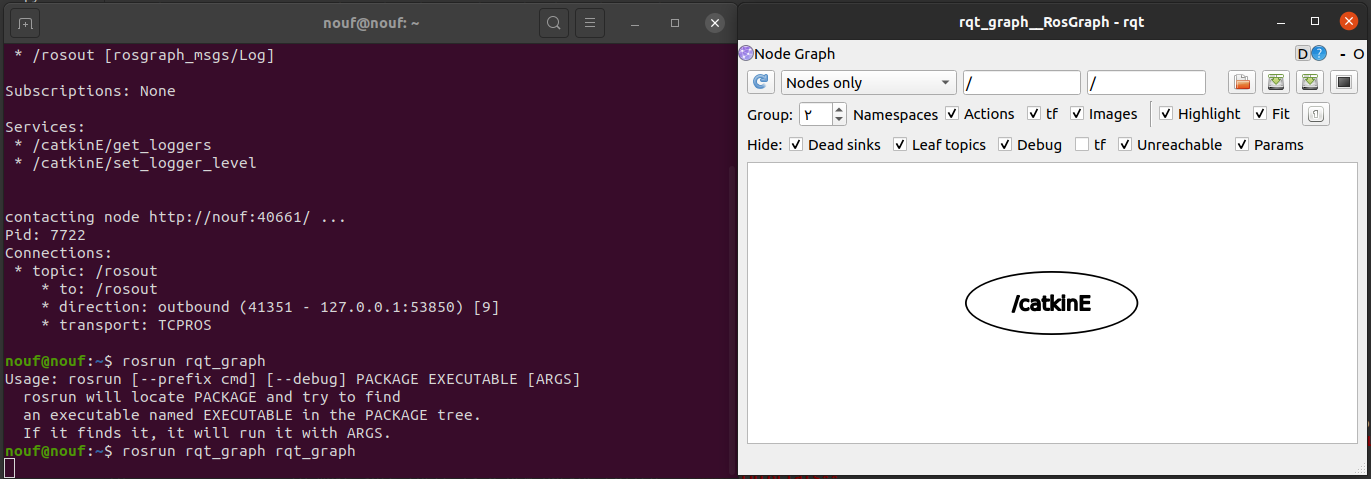 nouf@nouf: ~
* /rosout [rosgraph_msgs/Log]
Subscriptions: None
Services:
* /catkinE/get_loggers
* /catkinE/set_logger_level
contacting node http://nouf:40661/ ...
Pid: 7722
Connections:
* topic: /rosout
* to: /rosout
* direction: outbound (41351 - 127.0.0.1:53850) [9]
* transport: TCPROS
nouf@nouf:~$ rosrun rqt_graph
Usage: rosrun [--prefix cmd] [--debug] PACKAGE EXECUTABLE [ARGS]
rosrun will locate PACKAGE and try to find
an executable named EXECUTABLE in the PACKAGE tree.
If it finds it, it will run it with ARGS.
nouf@nouf:~$ rosrun rqt_graph rqt_graph
rqt_graph__RosGraph - rqt
Node Graph D ? - O
Nodes only / /
Group: ٢ Namespaces Actions tf Images Highlight Fit
Hide: Dead sinks Leaf topics Debug tf Unreachable Params
/catkinE